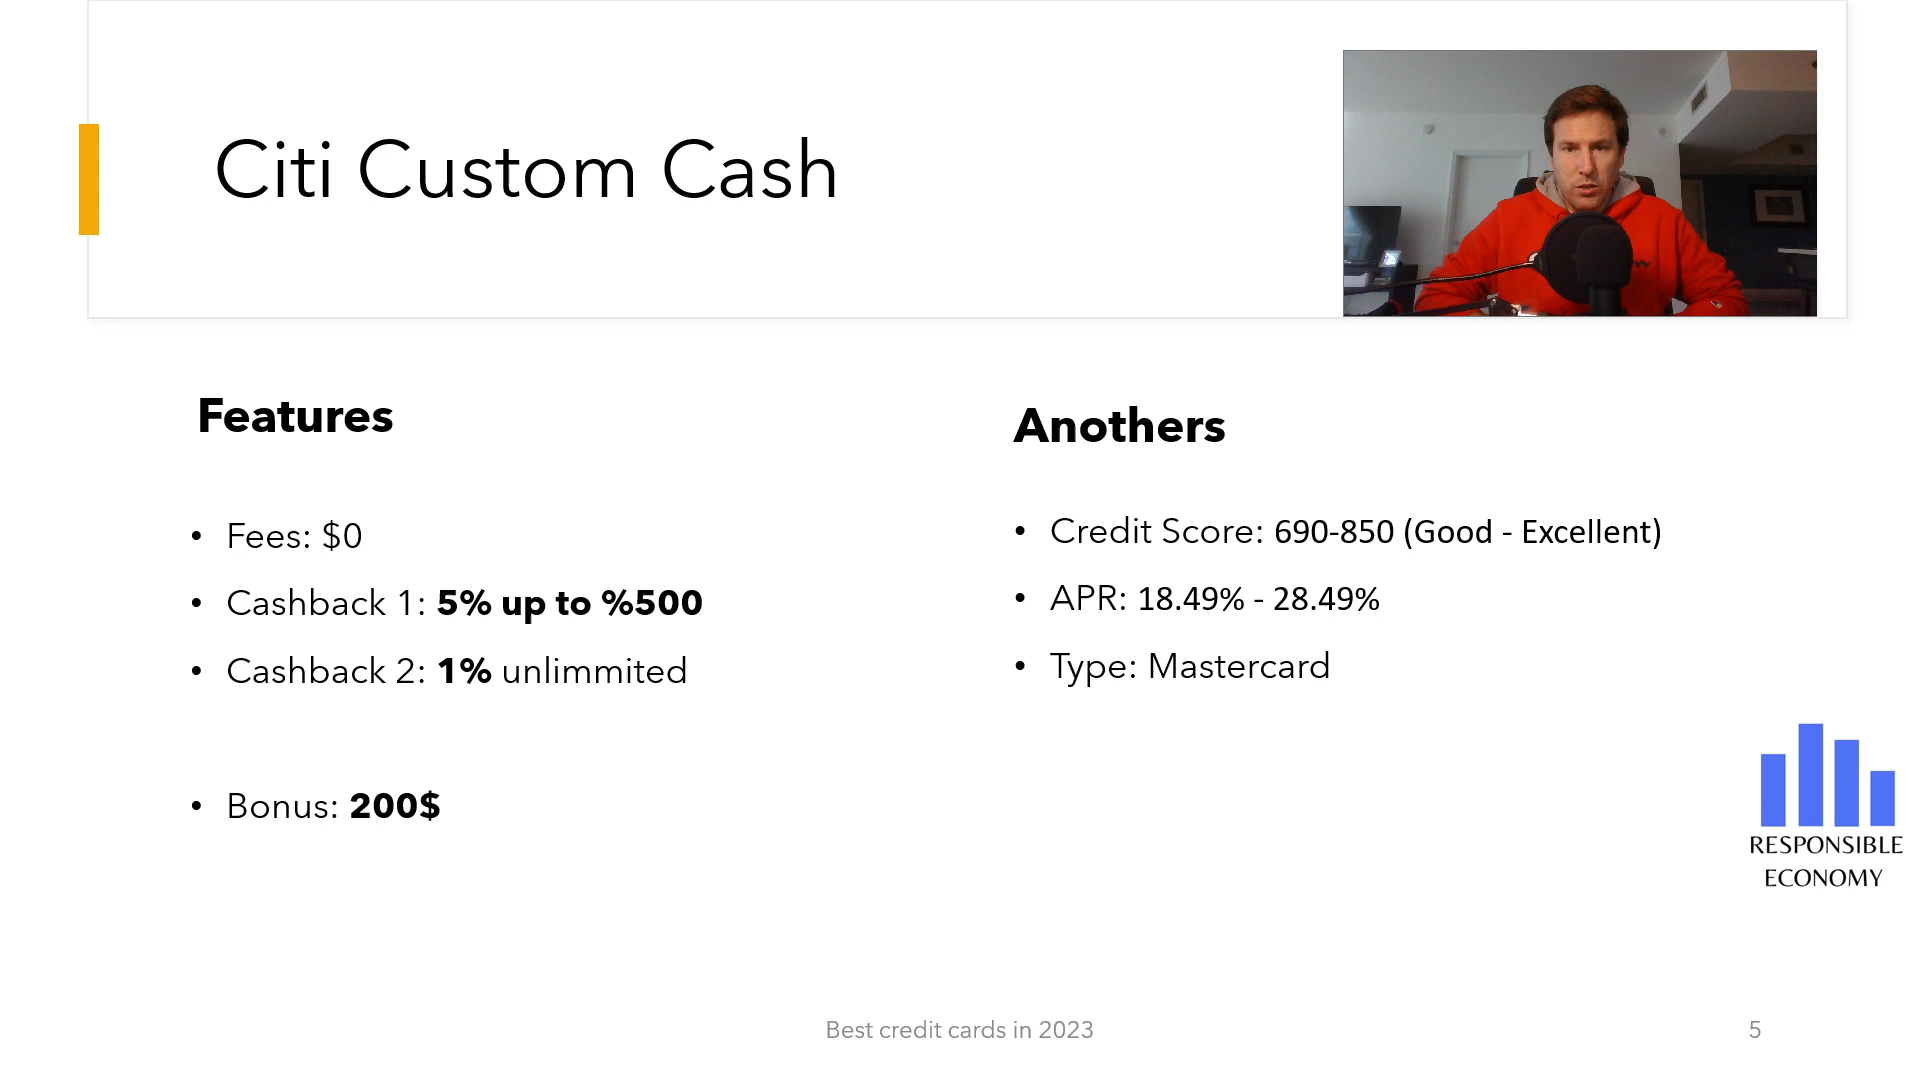 Citi Custom Cash
Features
• Fees: $0
• Cashback 1: 5% up to %500
• Cashback 2: 1% unlimmited
• Bonus: 200$
Anothers
• Credit Score: 690-850 (Good - Excellent)
• APR: 18.49% - 28.49%
• Type: Mastercard
RESPONSIBLE
ECONOMY
Best credit cards in 2023
5